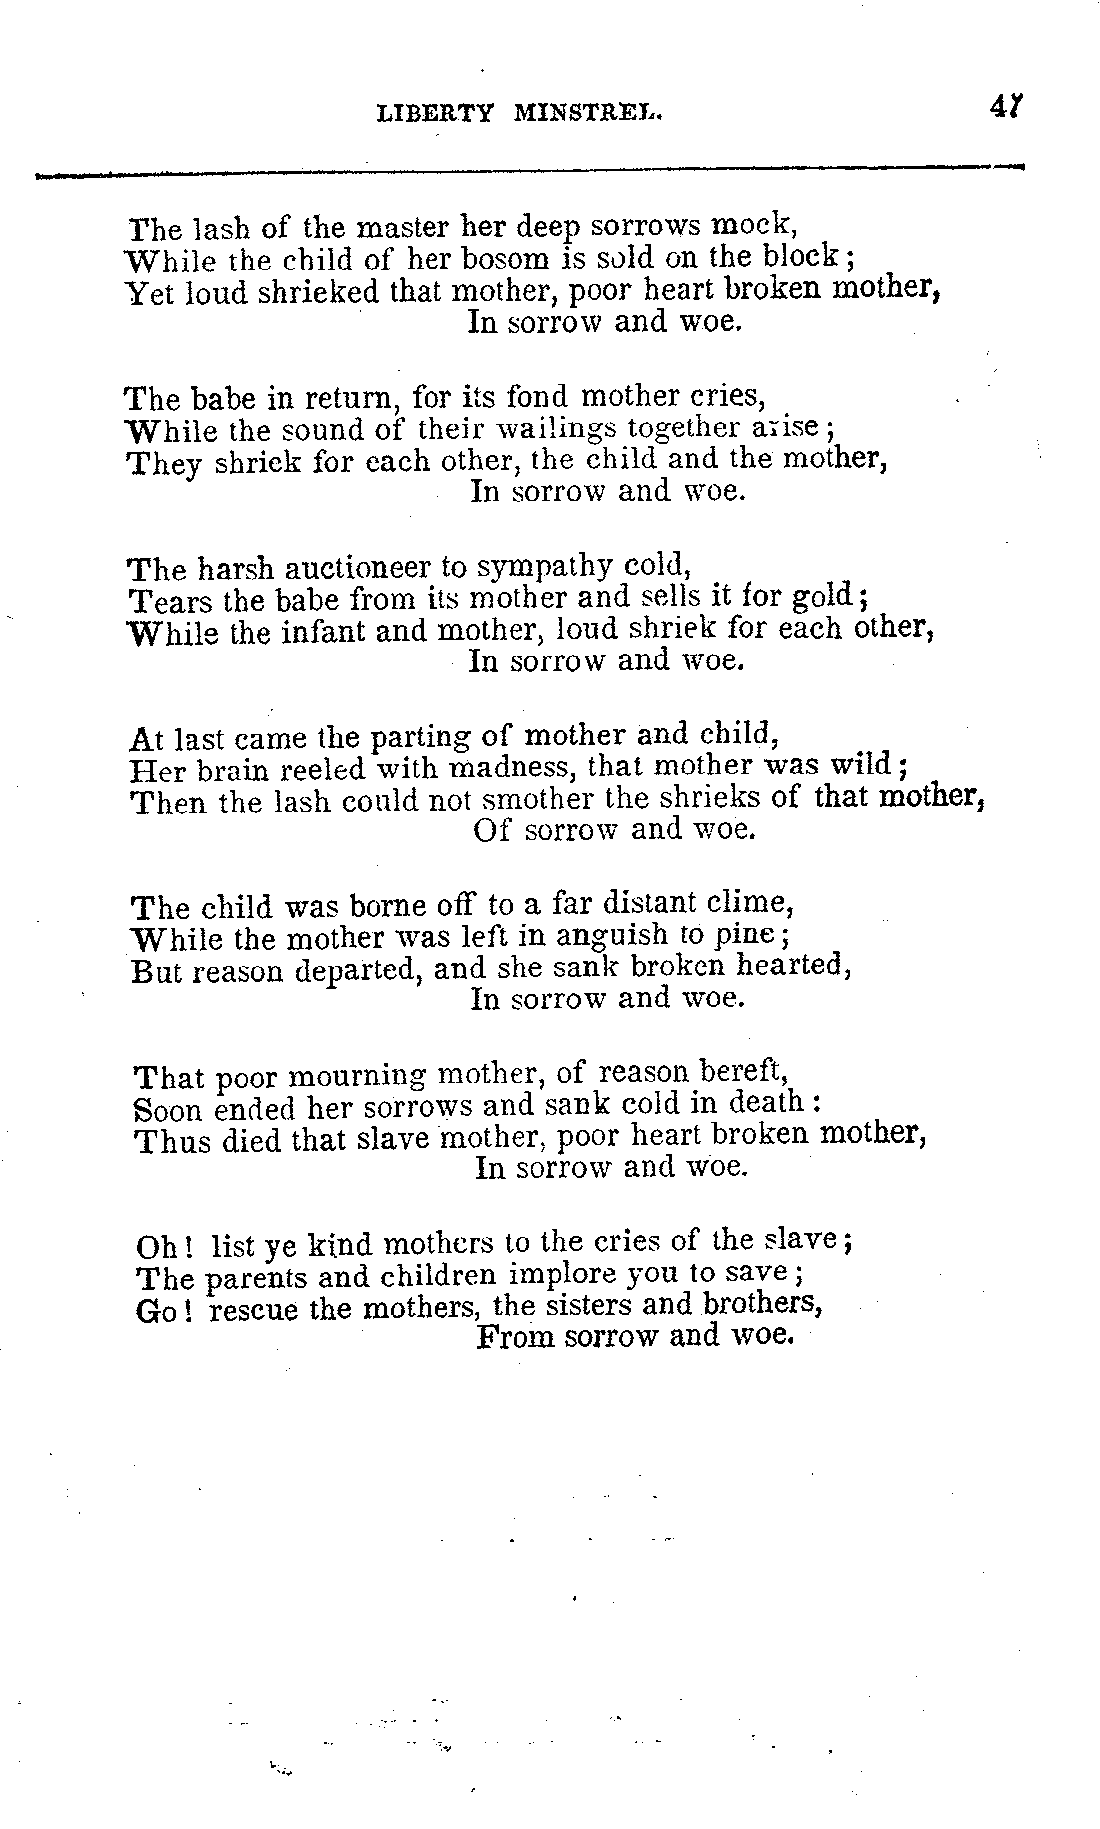 LIBERTY MINSTREL. 47
The lash of the master her deep sorrows mock,
While the child of her bosom is sold on the block;
Yet loud shrieked that mother, poor heart broken mother,
In sorrow and woe.
The babe in return, for its fond mother cries,
While the sound of their wailings together arise;
They shriek for each other, the child and the mother,
In sorrow and woe.
The harsh auctioneer to sympathy cold,
Tears the babe from its mother and sells it for gold;
While the infant and mother, loud shriek for each other,
In sorrow and woe.
At last came the parting of mother and child,
Her brain reeled with madness, that mother was wild;
Then the lash could not smother the shrieks of that mother,
Of sorrow and woe.
The child was borne off to a far distant clime,
While the mother was left in anguish to pine;
But reason departed, and she sank broken hearted,
In sorrow and woe.
That poor mourning mother, of reason bereft,
Soon ended her sorrows and sank cold in death:
Thus died that slave mother, poor heart broken mother,
In sorrow and woe.
Oh! list ye kind mothers to the cries of the slave;
The parents and children implore you to save;
Go! rescue the mothers, the sisters and brothers,
From sorrow and woe.